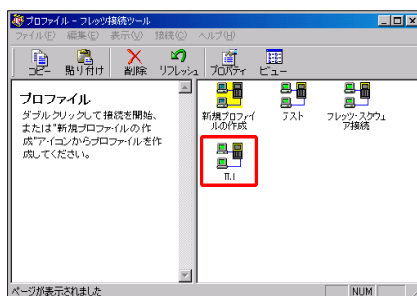 プロファイル - フレッツ接続ツール
ファイル(F) 編集(E) 表示(V) 接続(C) ヘルプ(H)
コピー 貼り付け 削除 リフレッシュ プロパティ ビュー
プロファイル
ダブルクリックして接続を開始、
または"新規プロファイルの作
成"アイコンからプロファイルを作
成してください。
新規プロファイ
ルの作成
テスト
フレッツ・スクウェ
ア接続
ページが表示されました
NUM